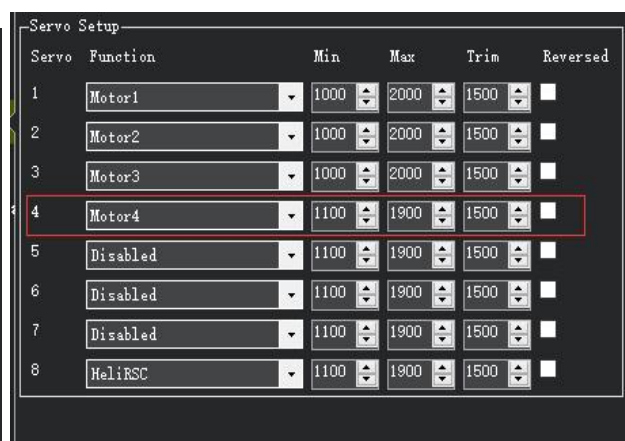 Servo Setup
Servo Function Min Max Trim Reversed
1 Motor1 1000 2000 1500
2 Motor2 1000 2000 1500
3 Motor3 1000 2000 1500
4 Motor4 1100 1900 1500
5 Disabled 1100 1900 1500
6 Disabled 1100 1900 1500
7 Disabled 1100 1900 1500
8 HeliRSC 1100 1900 1500